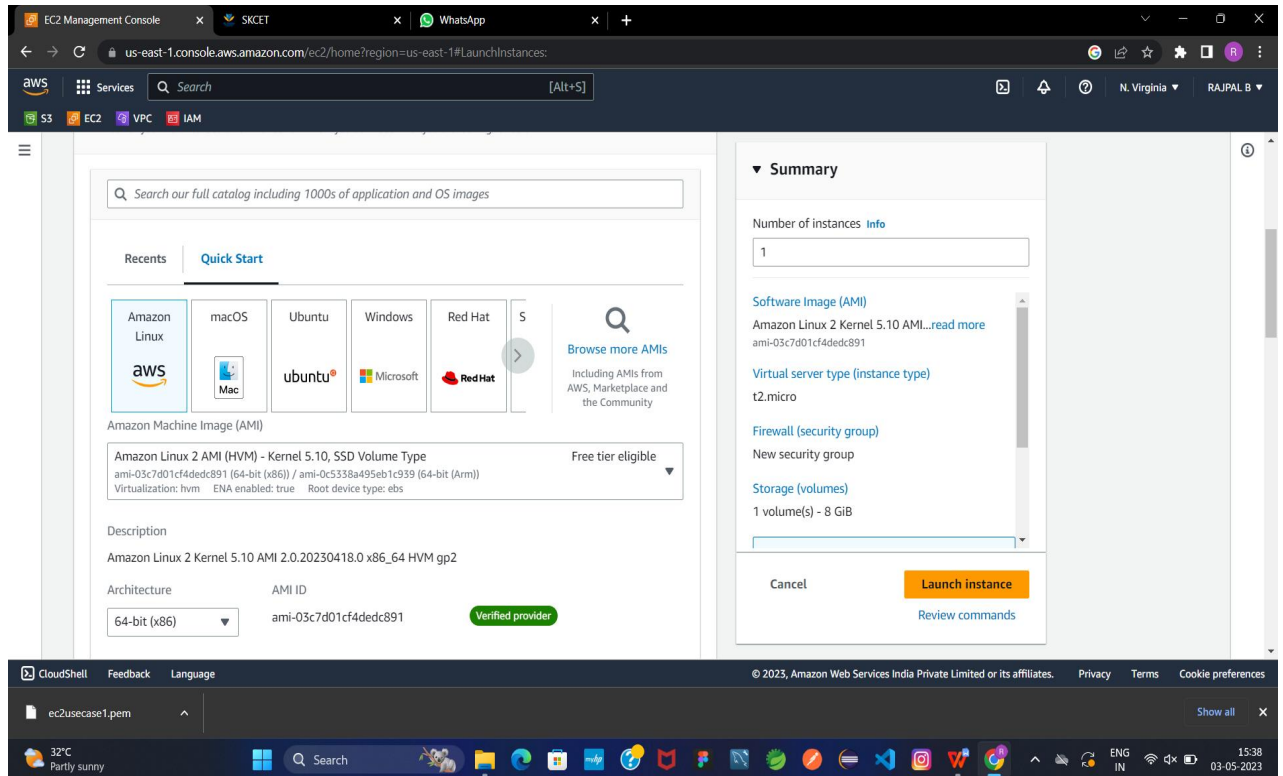 EC2 Management Console
SKCET
WhatsApp
us-east-1.console.aws.amazon.com/ec2/home?region=us-east-1#LaunchInstances:
R
aws
Services
Search
[Alt+S]
N. Virginia
RAJPAL B
S3
EC2
VPC
IAM
Search our full catalog including 1000s of application and OS images
Recents
Quick Start
Amazon Linux
aws
macOS
Mac
Ubuntu
ubuntu®
Windows
Microsoft
Red Hat
Red Hat
S
Browse more AMIs
Including AMIs from
AWS, Marketplace and
the Community
Amazon Machine Image (AMI)
Amazon Linux 2 AMI (HVM) - Kernel 5.10, SSD Volume Type
Free tier eligible
ami-03c7d01cf4dedc891 (64-bit (x86)) / ami-0c5338a495eb1c939 (64-bit (Arm))
Virtualization: hvm ENA enabled: true Root device type: ebs
Description
Amazon Linux 2 Kernel 5.10 AMI 2.0.20230418.0 x86_64 HVM gp2
Architecture
AMI ID
64-bit (x86)
ami-03c7d01cf4dedc891
Verified provider
Summary
Number of instances Info
1
Software Image (AMI)
Amazon Linux 2 Kernel 5.10 AMI...read more
ami-03c7d01cf4dedc891
Virtual server type (instance type)
t2.micro
Firewall (security group)
New security group
Storage (volumes)
1 volume(s) - 8 GiB
Cancel
Launch instance
Review commands
CloudShell
Feedback
Language
© 2023, Amazon Web Services India Private Limited or its affiliates.
Privacy
Terms
Cookie preferences
ec2usecase1.pem
Show all
32°C
Partly sunny
Search
ENG
IN
15:38
03-05-2023